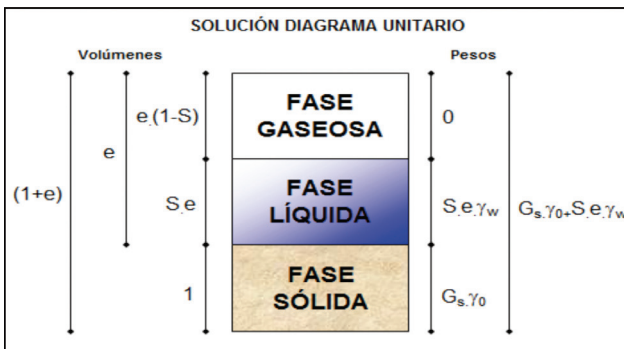 SOLUCIÓN DIAGRAMA UNITARIO
Volúmenes
Pesos
e.(1-S)
FASE GASEOSA
0
e
(1+e)
S.e
FASE LÍQUIDA
S.e.γw
Gs.γ0+S.e.γw
1
FASE SÓLIDA
Gs.γ0